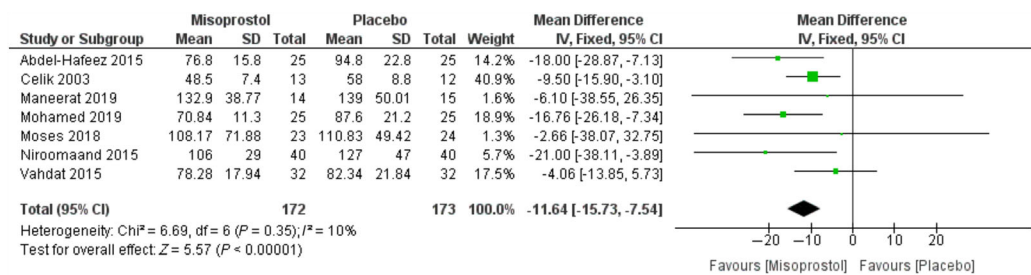 Misoprostol Placebo Mean Difference Mean Difference
Study or Subgroup Mean SD Total Mean SD Total Weight IV, Fixed, 95% CI IV, Fixed, 95% CI
Abdel-Hafeez 2015 76.8 15.8 25 94.8 22.8 25 14.2% -18.00 [-28.87, -7.13]
Celik 2003 48.5 7.4 13 58 8.8 12 40.9% -9.50 [-15.90, -3.10]
Maneerat 2019 132.9 38.77 14 139 50.01 15 1.6% -6.10 [-38.55, 26.35]
Mohamed 2019 70.84 11.3 25 87.6 21.2 25 18.9% -16.76 [-26.18, -7.34]
Moses 2018 108.17 71.88 23 110.83 49.42 24 1.3% -2.66 [-38.07, 32.75]
Niroomaand 2015 106 29 40 127 47 40 5.7% -21.00 [-38.11, -3.89]
Vahdat 2015 78.28 17.94 32 82.34 21.84 32 17.5% -4.06 [-13.85, 5.73]
Total (95% CI) 172 173 100.0% -11.64 [-15.73, -7.54]
Heterogeneity: Chi² = 6.69, df = 6 (P = 0.35); I² = 10%
Test for overall effect: Z = 5.57 (P < 0.00001)
−20 −10 0 10 20
Favours [Misoprostol] Favours [Placebo]